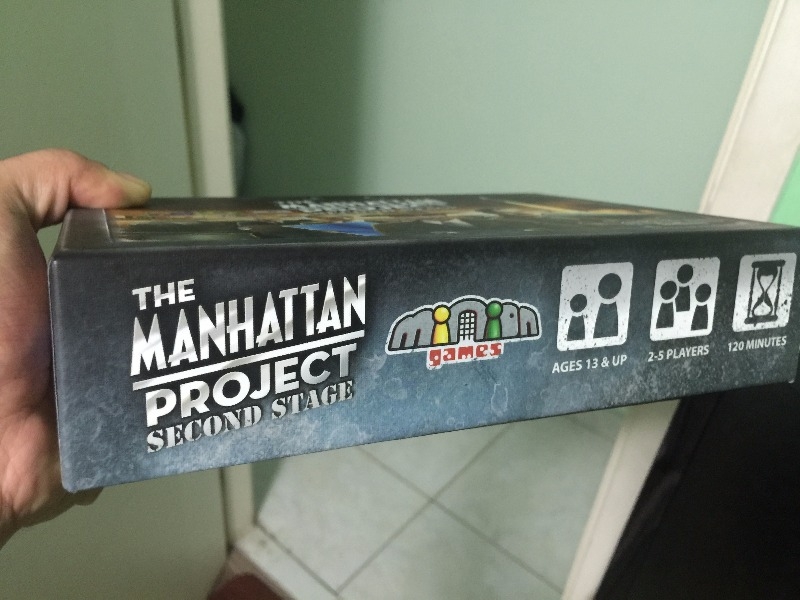 THE
MANHATTAN
PROJECT
SECOND STAGE
minion
games
AGES 13 & UP
2-5 PLAYERS
120 MINUTES